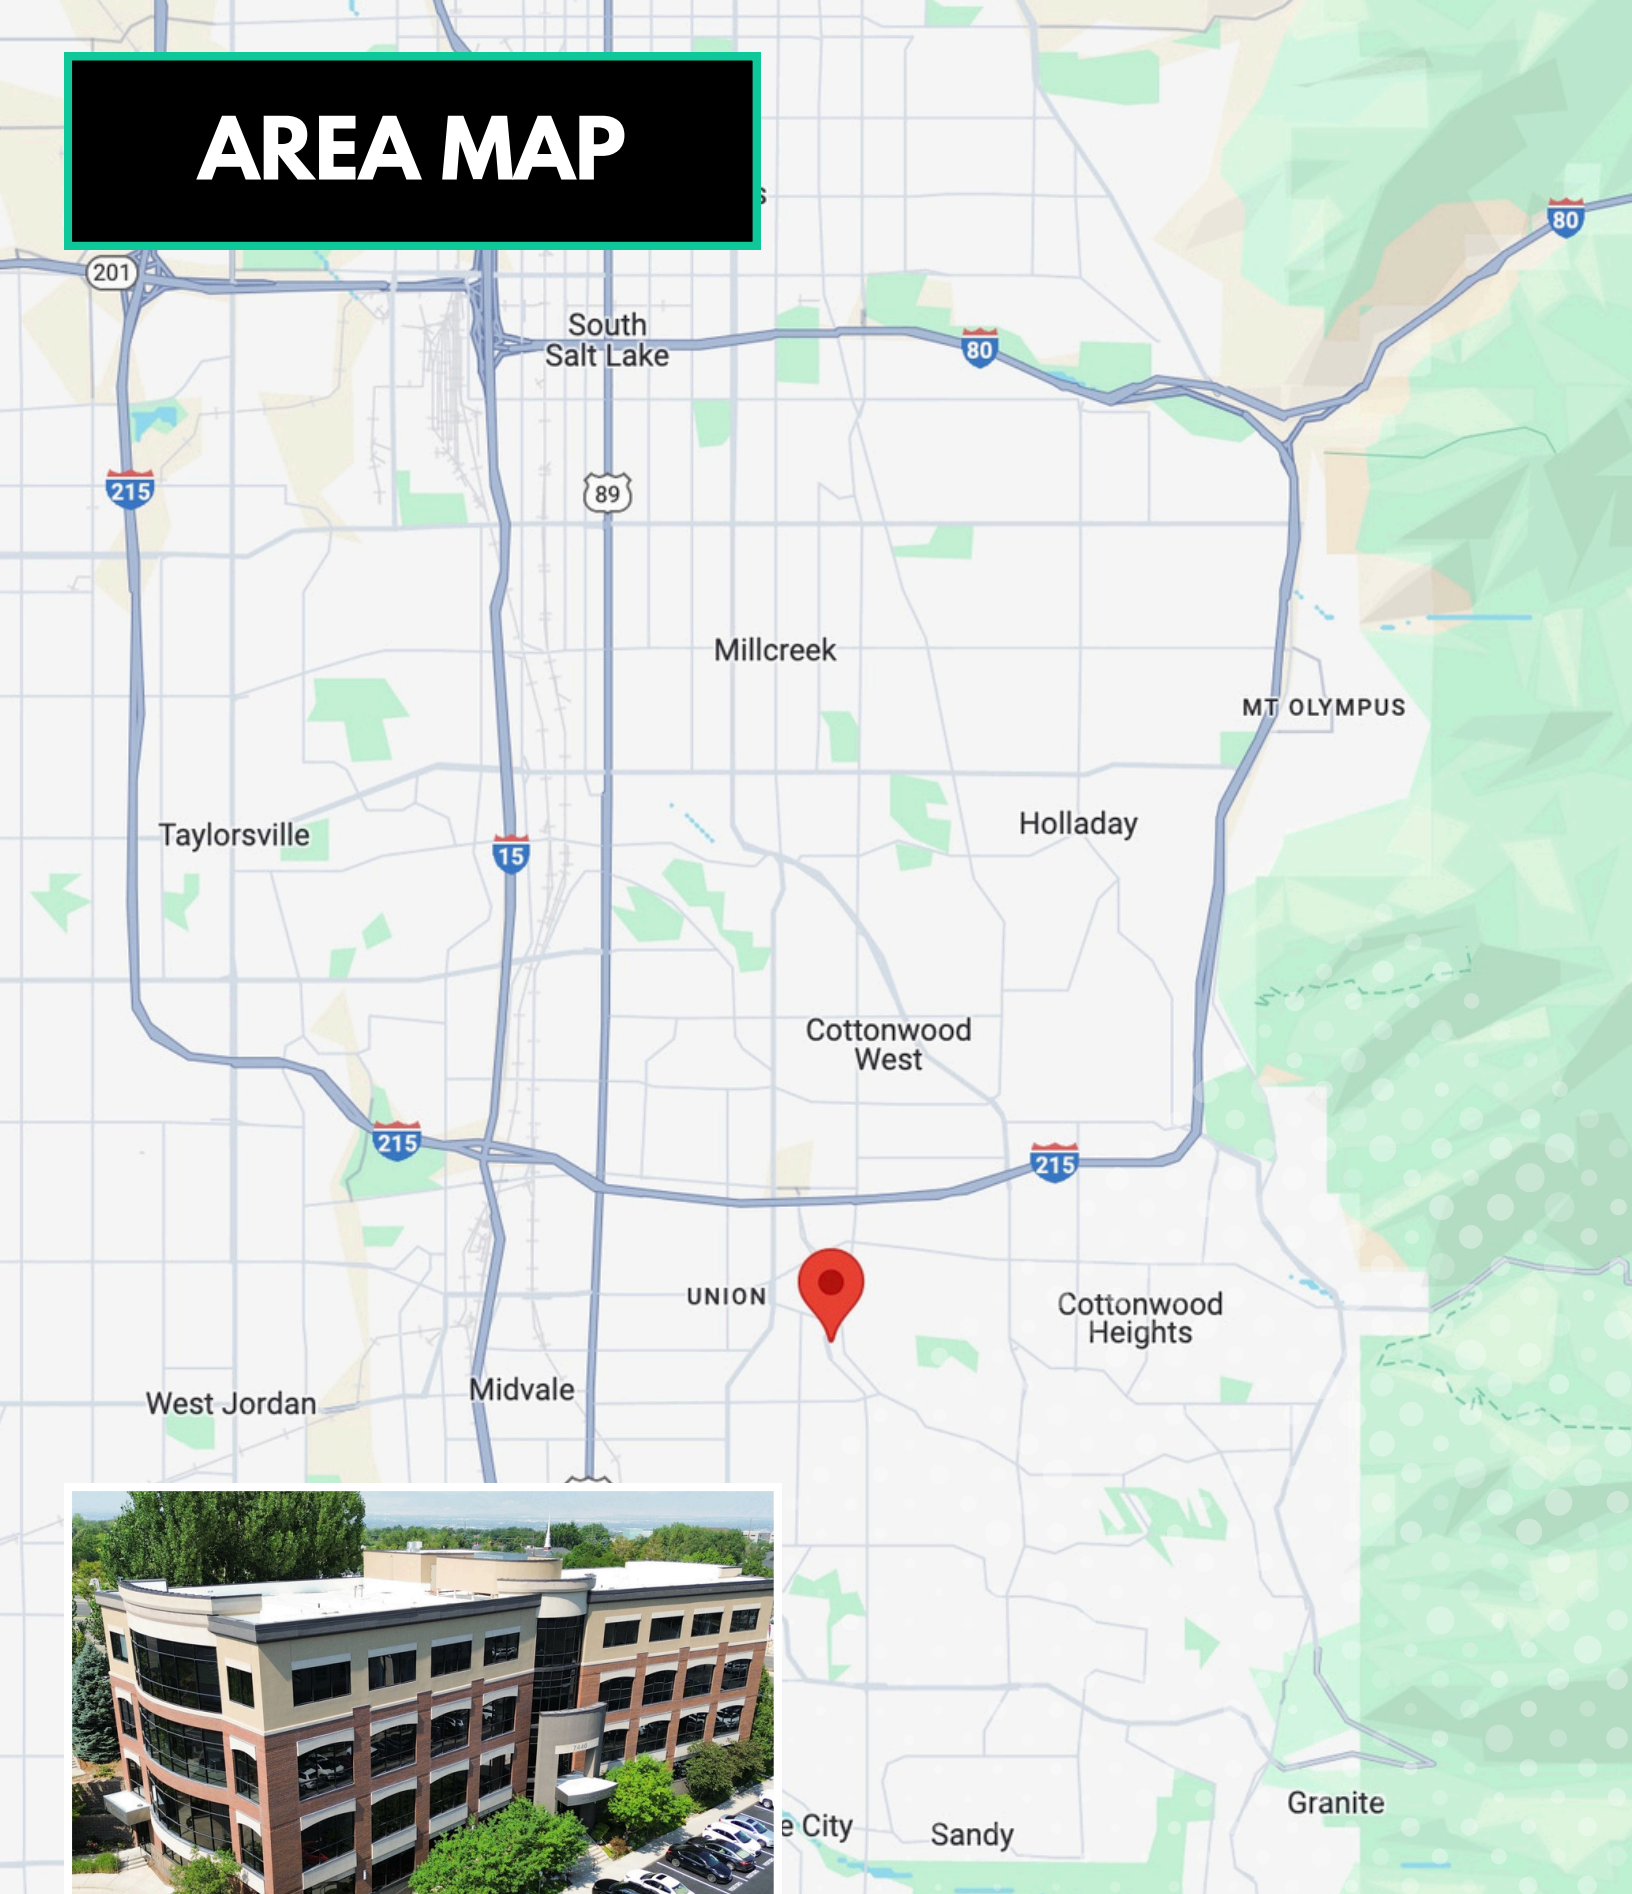 AREA MAP
s
80
201
South
Salt Lake
80
215
89
Millcreek
MT OLYMPUS
Holladay
Taylorsville
15
Cottonwood
West
215
215
UNION
Cottonwood
Heights
Midvale
West Jordan
Granite
e City
Sandy